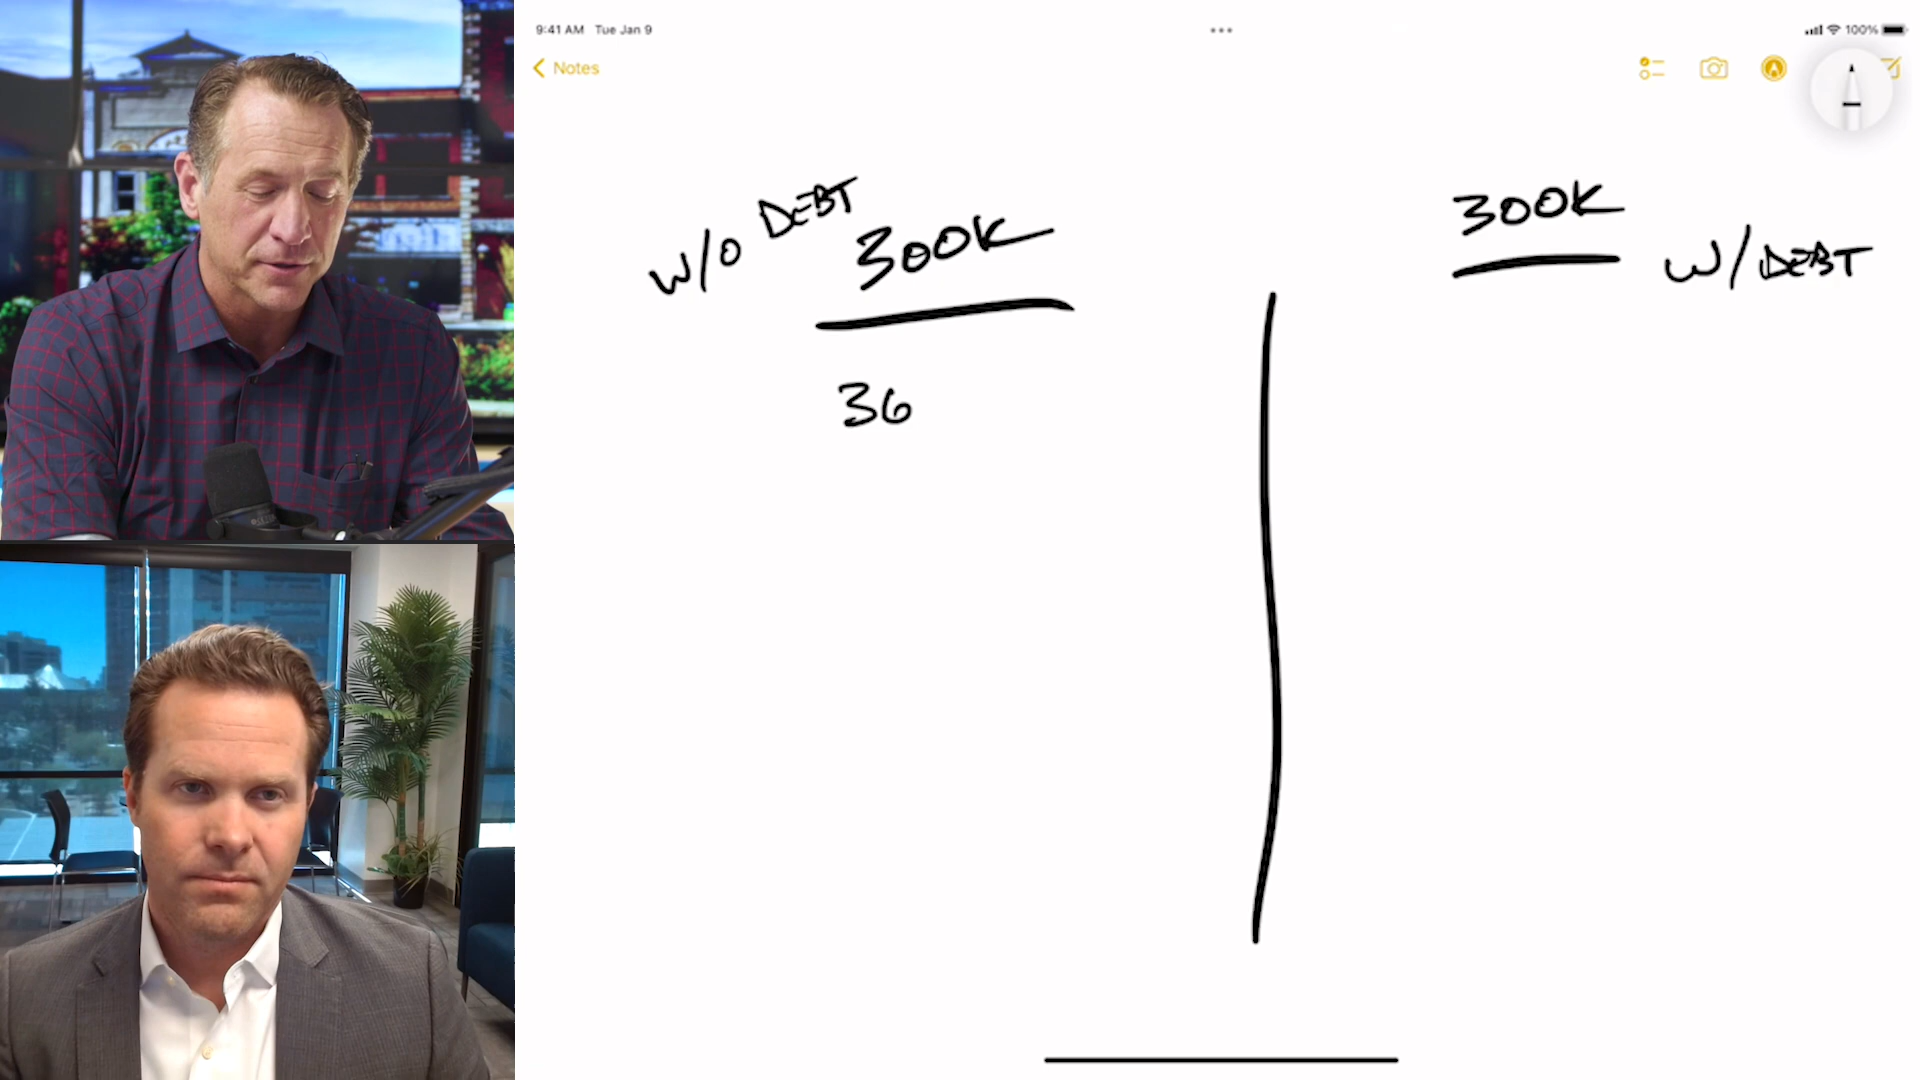 9:41 AM Tue Jan 9
100%
Notes
W/O DEBT
300K
36
300K
W/DEBT